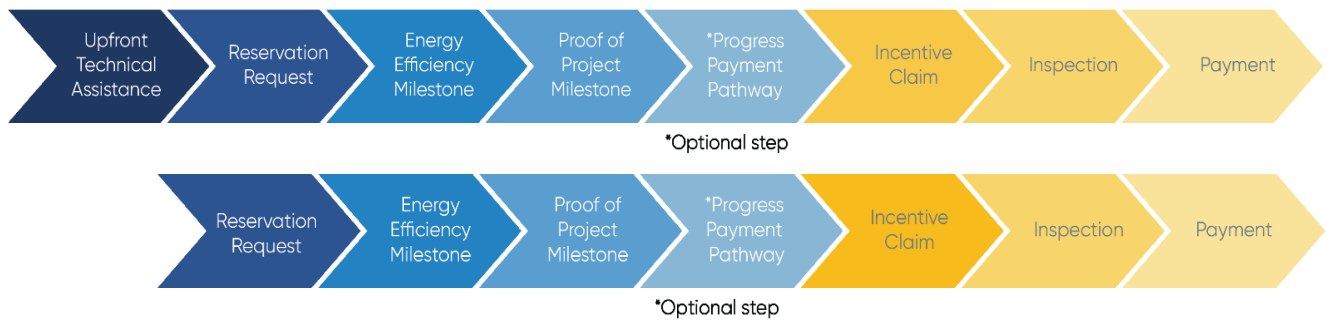 Upfront
Technical
Assistance
Reservation
Request
Energy
Efficiency
Milestone
Proof of
Project
Milestone
*Progress
Payment
Pathway
Incentive
Claim
Inspection
Payment
*Optional step
Reservation
Request
Energy
Efficiency
Milestone
Proof of
Project
Milestone
*Progress
Payment
Pathway
Incentive
Claim
Inspection
Payment
*Optional step